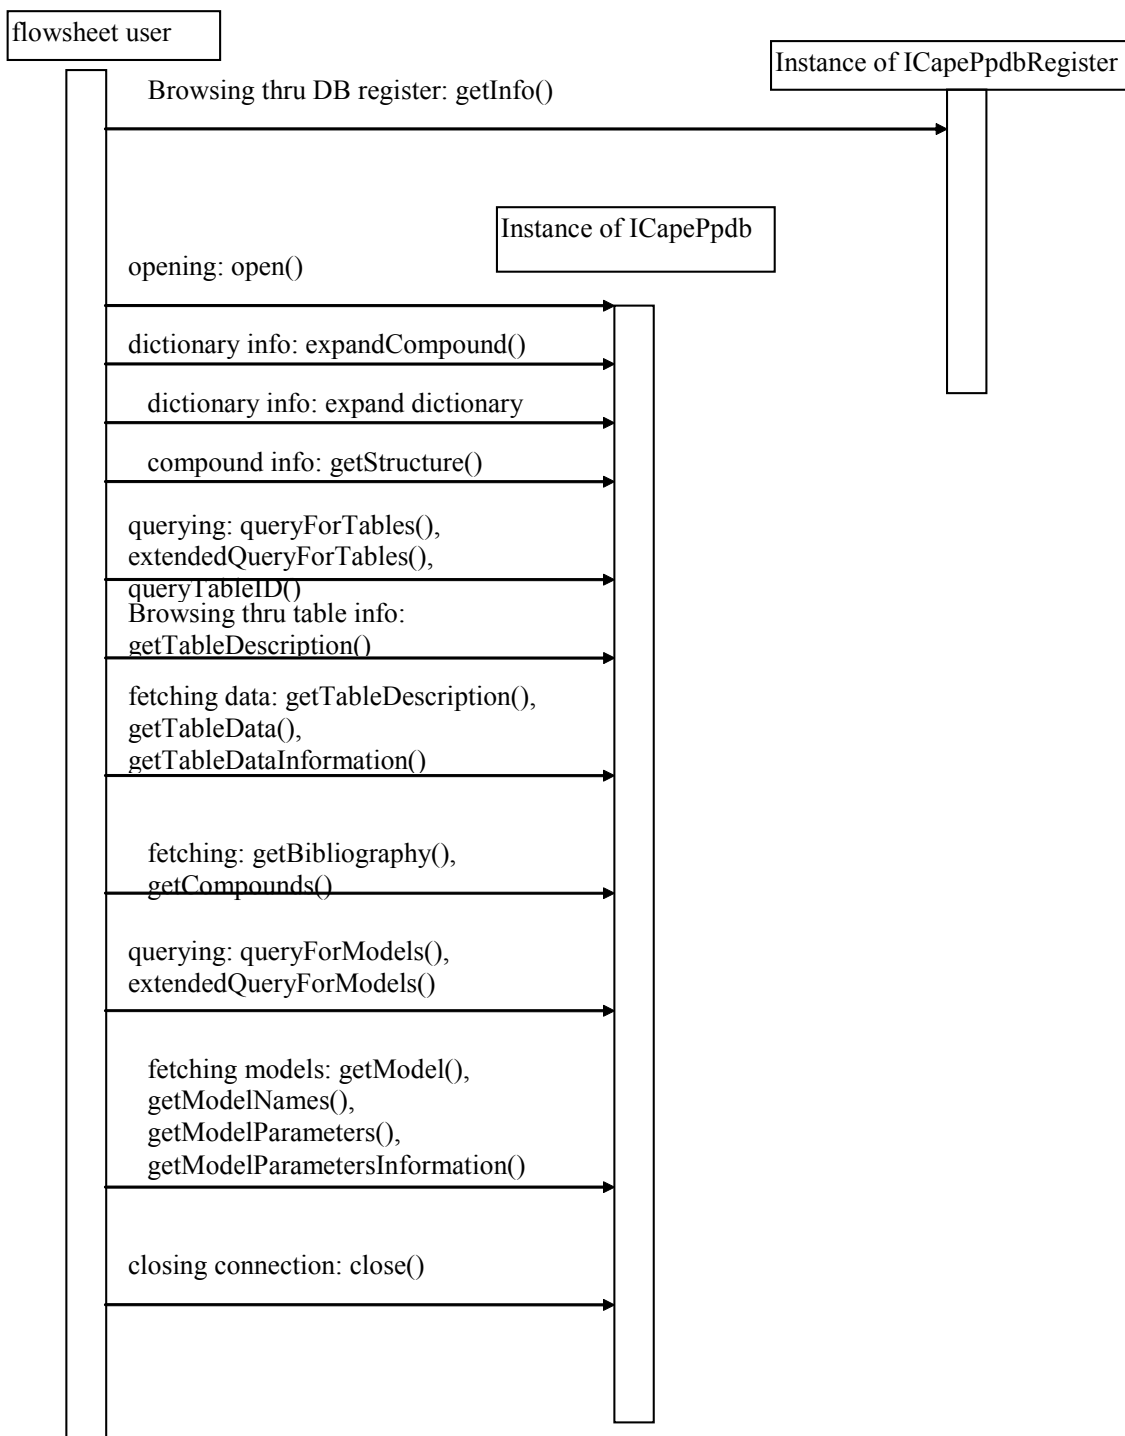 flowsheet user
Instance of ICapePpdbRegister
Browsing thru DB register: getInfo()
Instance of ICapePpdb
opening: open()
dictionary info: expandCompound()
dictionary info: expand dictionary
compound info: getStructure()
querying: queryForTables(),
extendedQueryForTables(),
queryTableID()
Browsing thru table info:
getTableDescription()
fetching data: getTableDescription(),
getTableData(),
getTableDataInformation()
fetching: getBibliography(),
getCompounds()
querying: queryForModels(),
extendedQueryForModels()
fetching models: getModel(),
getModelNames(),
getModelParameters(),
getModelParametersInformation()
closing connection: close()